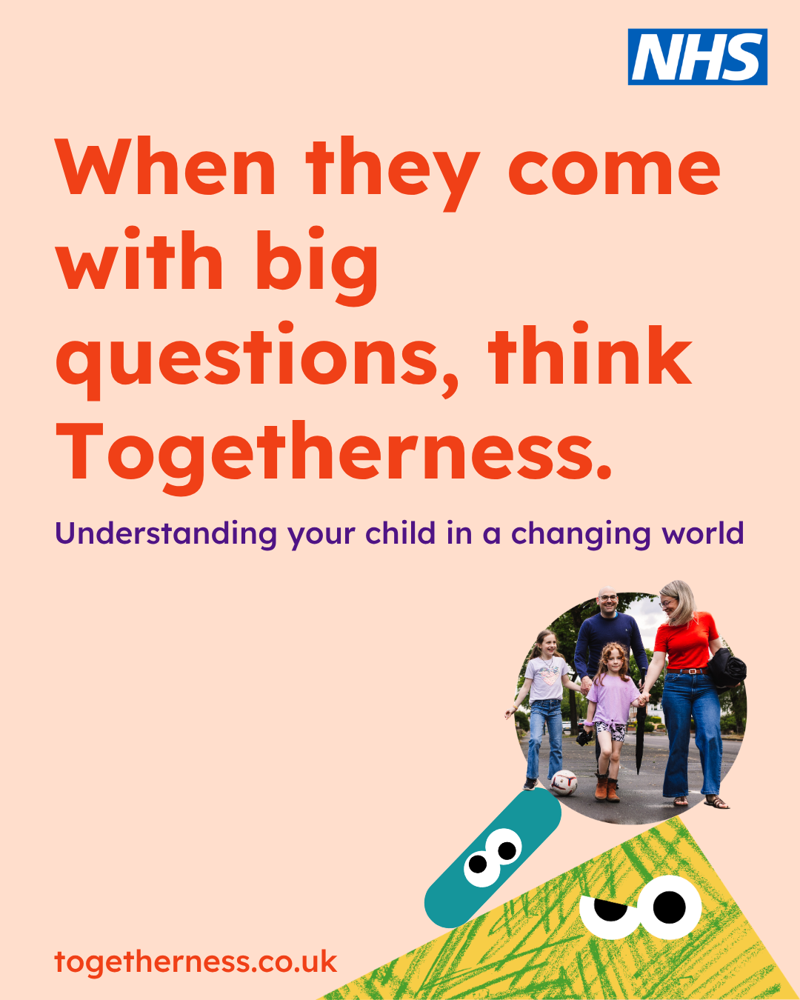 NHS
When they come
with big
questions, think
Togetherness.
Understanding your child in a changing world
togetherness.co.uk